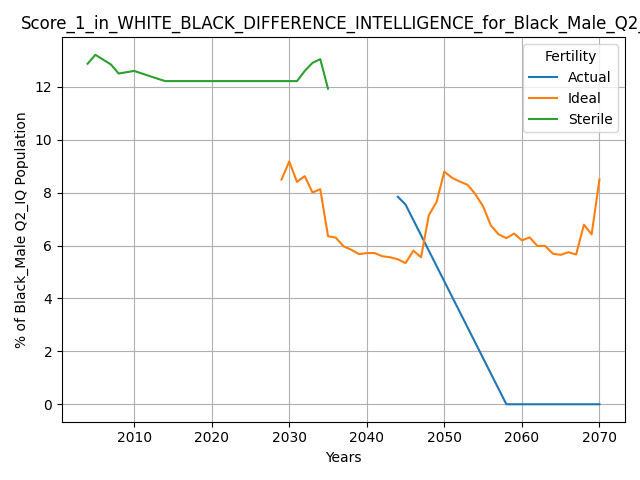 Score_1_in_WHITE_BLACK_DIFFERENCE_INTELLIGENCE_for_Black_Male_Q2_
Fertility
Actual
Ideal
Sterile
% of Black_Male Q2_IQ Population
12
10
8
6
4
2
0
2010 2020 2030 2040 2050 2060 2070
Years